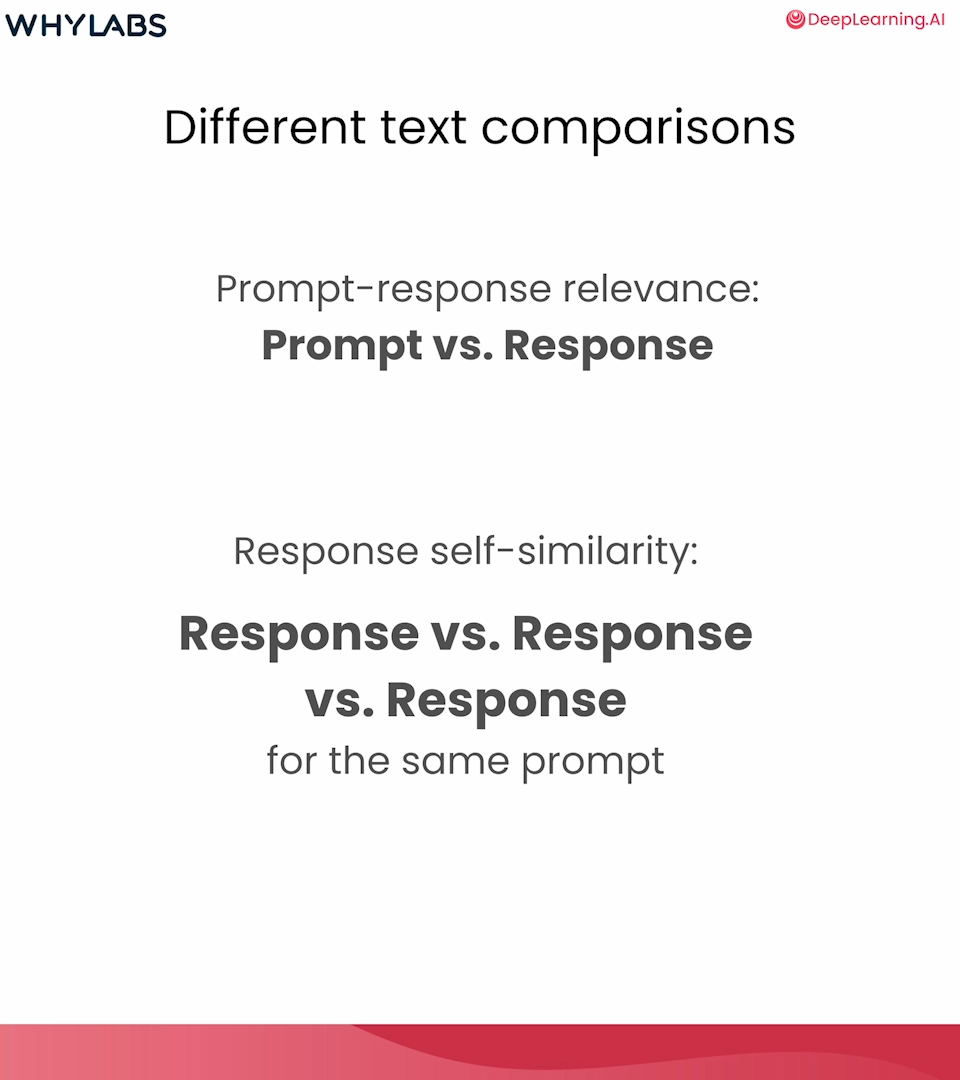 WHYLABS
DeepLearning.AI
Different text comparisons
Prompt-response relevance:
Prompt vs. Response
Response self-similarity:
Response vs. Response
vs. Response
for the same prompt